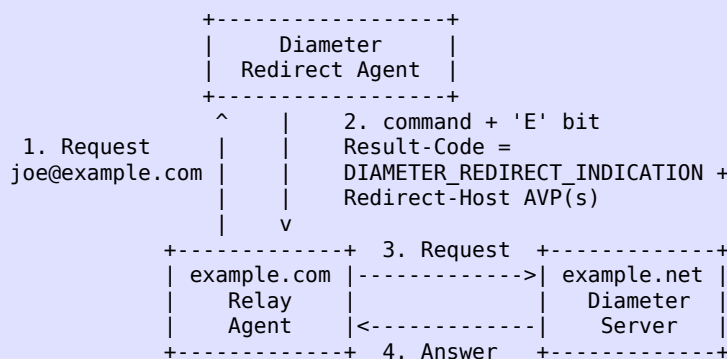 +------------------+
|     Diameter     |
|  Redirect Agent  |
+------------------+
^    |    2. command + 'E' bit
1. Request     |    |    Result-Code =
joe@example.com |    |    DIAMETER_REDIRECT_INDICATION +
|    |    Redirect-Host AVP(s)
|    v
+-------------+  3. Request  +-------------+
| example.com |------------->| example.net |
|    Relay    |              |   Diameter  |
|    Agent    |<-------------|    Server   |
+-------------+  4. Answer   +-------------+